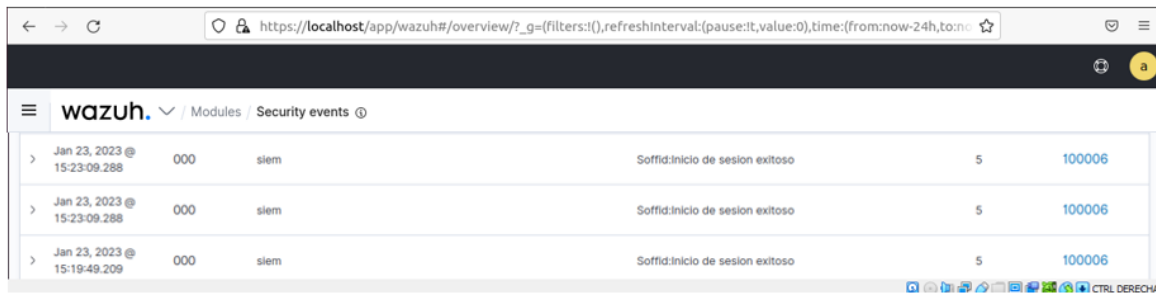 https://localhost/app/wazuh#/overview/?_g=(filters:!(),refreshInterval:(pause:!t,value:0),time:(from:now-24h,to:no
a
wazuh. / Modules / Security events
Jan 23, 2023 @ 
15:23:09.288 000 siem Soffid:Inicio de sesion exitoso 5 100006
Jan 23, 2023 @ 
15:23:09.288 000 siem Soffid:Inicio de sesion exitoso 5 100006
Jan 23, 2023 @ 
15:19:49.209 000 siem Soffid:Inicio de sesion exitoso 5 100006
CTRL DERECHA